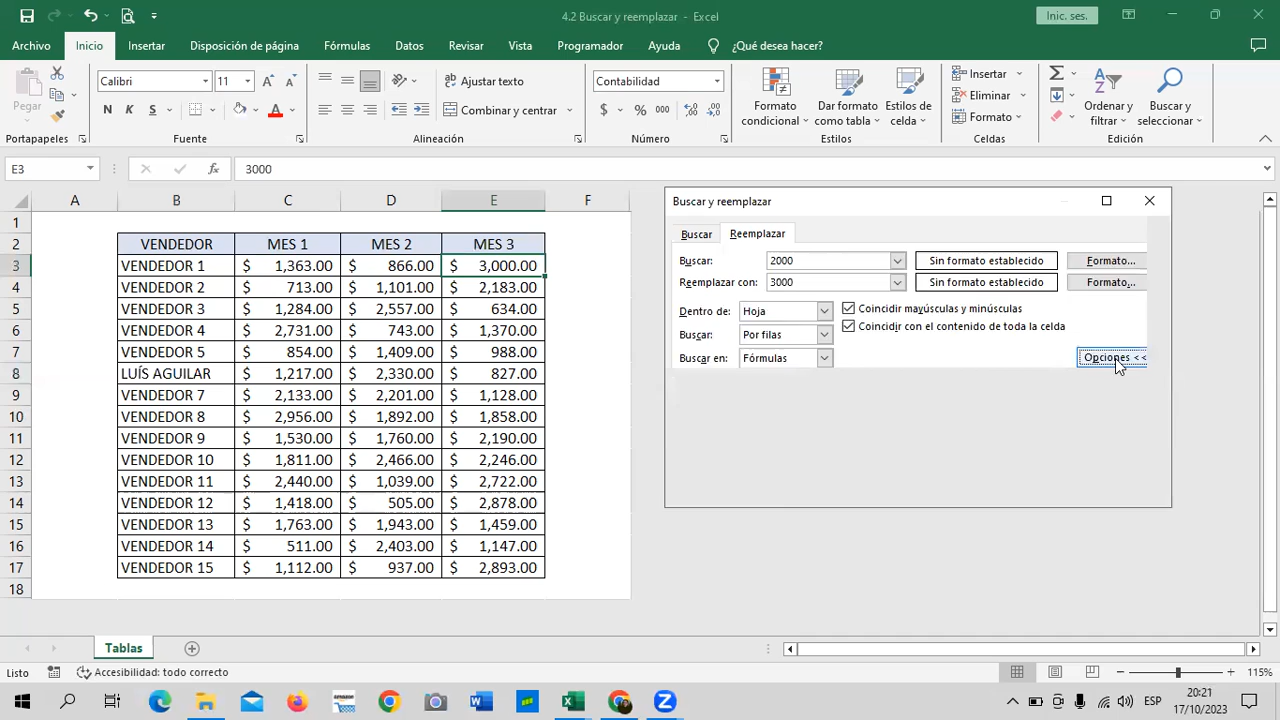 4.2 Buscar y reemplazar - Excel
Inic. ses.
Archivo Inicio Insertar Disposición de página Fórmulas Datos Revisar Vista Programador Ayuda ¿Qué desea hacer?
Pegar
Calibri 11
Ajustar texto
Contabilidad
N K S
Combinar y centrar
$ % 000
Formato condicional
Dar formato como tabla
Estilos de celda
Insertar
Eliminar
Formato
Ordenar y filtrar
Buscar y seleccionar
Portapapeles Fuente Alineación Número Estilos Celdas Edición
E3 fx 3000
A B C D E F
1
2 VENDEDOR MES 1 MES 2 MES 3
3 VENDEDOR 1 $ 1,363.00 $ 866.00 $ 3,000.00
4 VENDEDOR 2 $ 713.00 $ 1,101.00 $ 2,183.00
5 VENDEDOR 3 $ 1,284.00 $ 2,557.00 $ 634.00
6 VENDEDOR 4 $ 2,731.00 $ 743.00 $ 1,370.00
7 VENDEDOR 5 $ 854.00 $ 1,409.00 $ 988.00
8 LUÍS AGUILAR $ 1,217.00 $ 2,330.00 $ 827.00
9 VENDEDOR 7 $ 2,133.00 $ 2,201.00 $ 1,128.00
10 VENDEDOR 8 $ 2,956.00 $ 1,892.00 $ 1,858.00
11 VENDEDOR 9 $ 1,530.00 $ 1,760.00 $ 2,190.00
12 VENDEDOR 10 $ 1,811.00 $ 2,466.00 $ 2,246.00
13 VENDEDOR 11 $ 2,440.00 $ 1,039.00 $ 2,722.00
14 VENDEDOR 12 $ 1,418.00 $ 505.00 $ 2,878.00
15 VENDEDOR 13 $ 1,763.00 $ 1,943.00 $ 1,459.00
16 VENDEDOR 14 $ 511.00 $ 2,403.00 $ 1,147.00
17 VENDEDOR 15 $ 1,112.00 $ 937.00 $ 2,893.00
18
Buscar y reemplazar
Buscar Reemplazar
Buscar: 2000 Sin formato establecido Formato...
Reemplazar con: 3000 Sin formato establecido Formato...
Dentro de: Hoja Coincidir mayúsculas y minúsculas
Coincidir con el contenido de toda la celda
Buscar: Por filas
Buscar en: Fórmulas Opciones <<
Tablas
Listo Accesibilidad: todo correcto 115%
ESP
20:21
17/10/2023